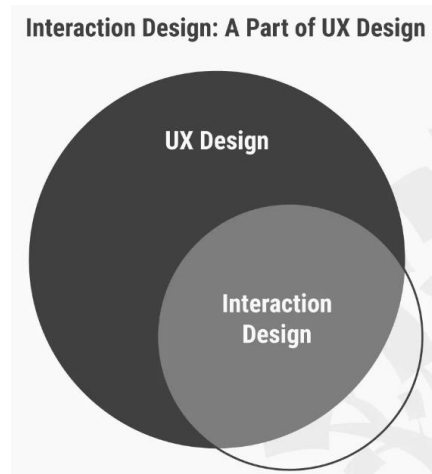 Interaction Design: A Part of UX Design
UX Design
Interaction
Design